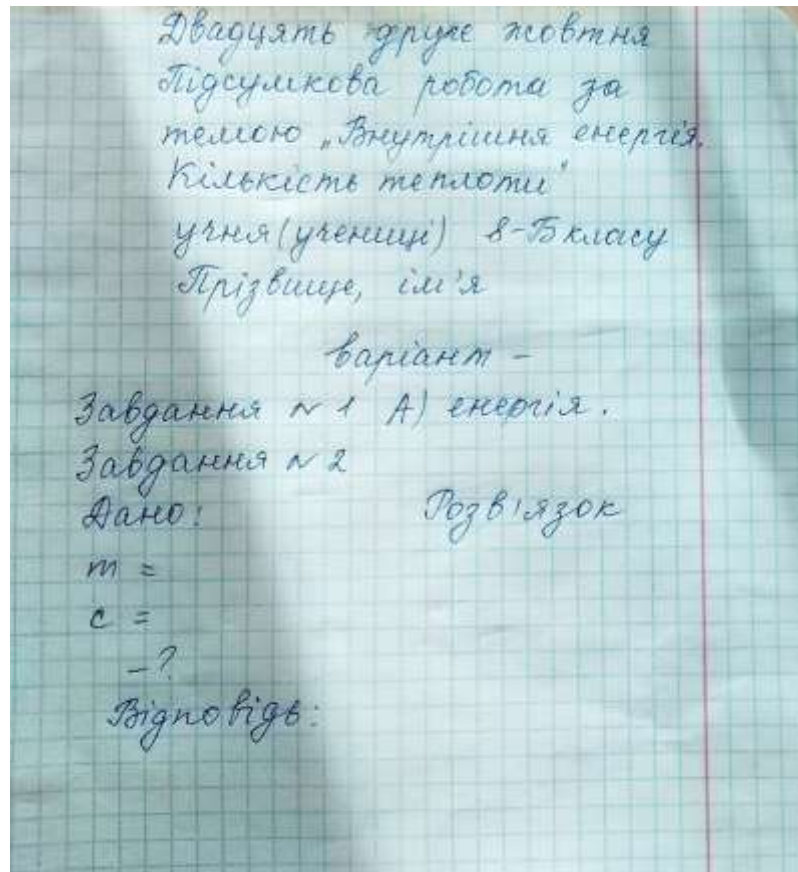 Двадцять друге жовтня
Підсумкова робота за
темою „Внутрішня енергія.
Кількість теплоти"
учня (учениці) 8-Б класу
Прізвище, ім'я
варіант -
Завдання № 1 А) енергія.
Завдання № 2
Дано: Розв'язок
m =
c =
-?
Відповідь: